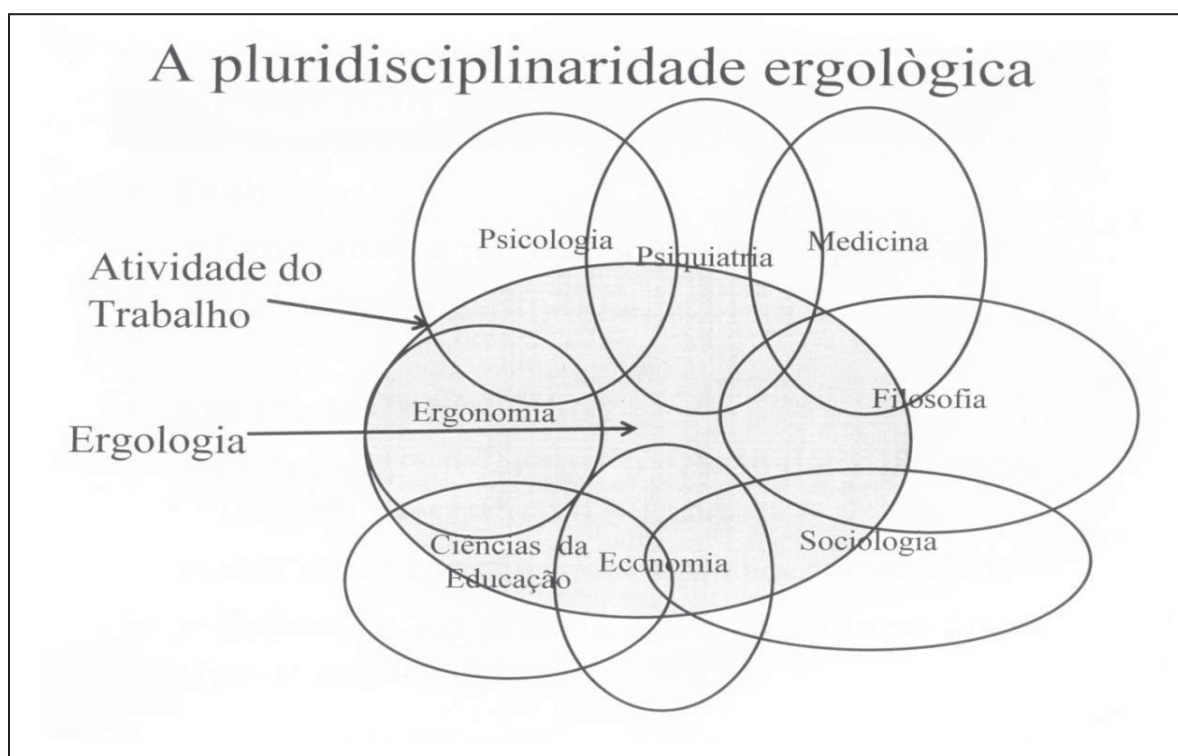 A pluridisciplinaridade ergològica
Psicologia
Psiquiatria
Medicina
Atividade do
Trabalho
Filosofia
Ergonomia
Ergologia
Sociologia
Ciências da
Educação
Economia